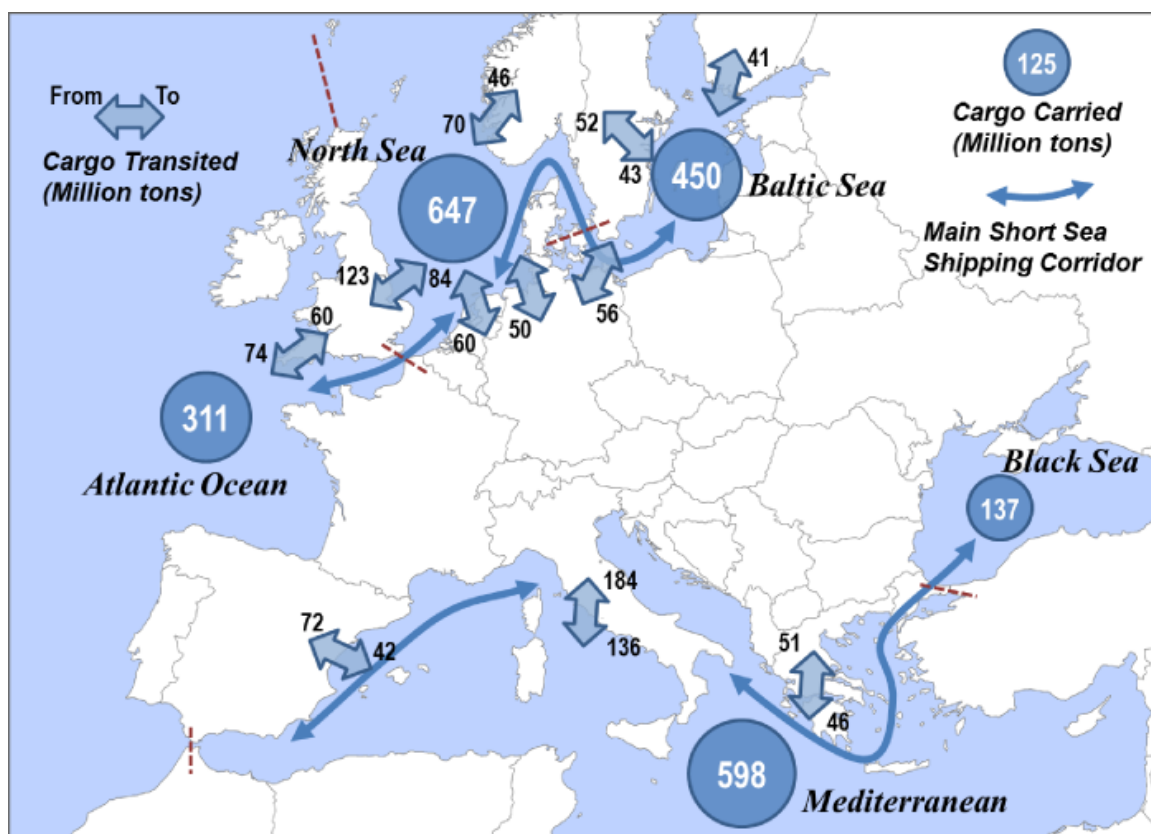 From To
Cargo Transited
(Million tons)
125
Cargo Carried
(Million tons)
Main Short Sea
Shipping Corridor
North Sea
647
46
70
52
43
41
450
Baltic Sea
123
84
60
50
56
60
74
311
Atlantic Ocean
Black Sea
137
184
136
72
42
51
46
598
Mediterranean